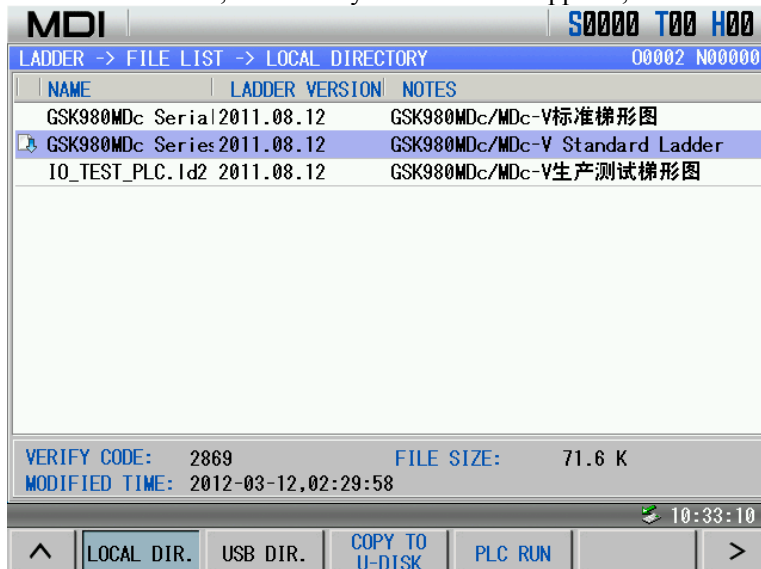 MDI S0000 T00 H00
LADDER -> FILE LIST -> LOCAL DIRECTORY O0002 N00000
NAME LADDER VERSION NOTES
GSK980MDc Serial 2011.08.12 GSK980MDc/MDc-V标准梯形图
GSK980MDc Series 2011.08.12 GSK980MDc/MDc-V Standard Ladder
IO_TEST_PLC.ld2 2011.08.12 GSK980MDc/MDc-V生产测试梯形图
VERIFY CODE: 2869 FILE SIZE: 71.6 K
MODIFIED TIME: 2012-03-12,02:29:58
10:33:10
^ LOCAL DIR. USB DIR. COPY TO U-DISK PLC RUN >